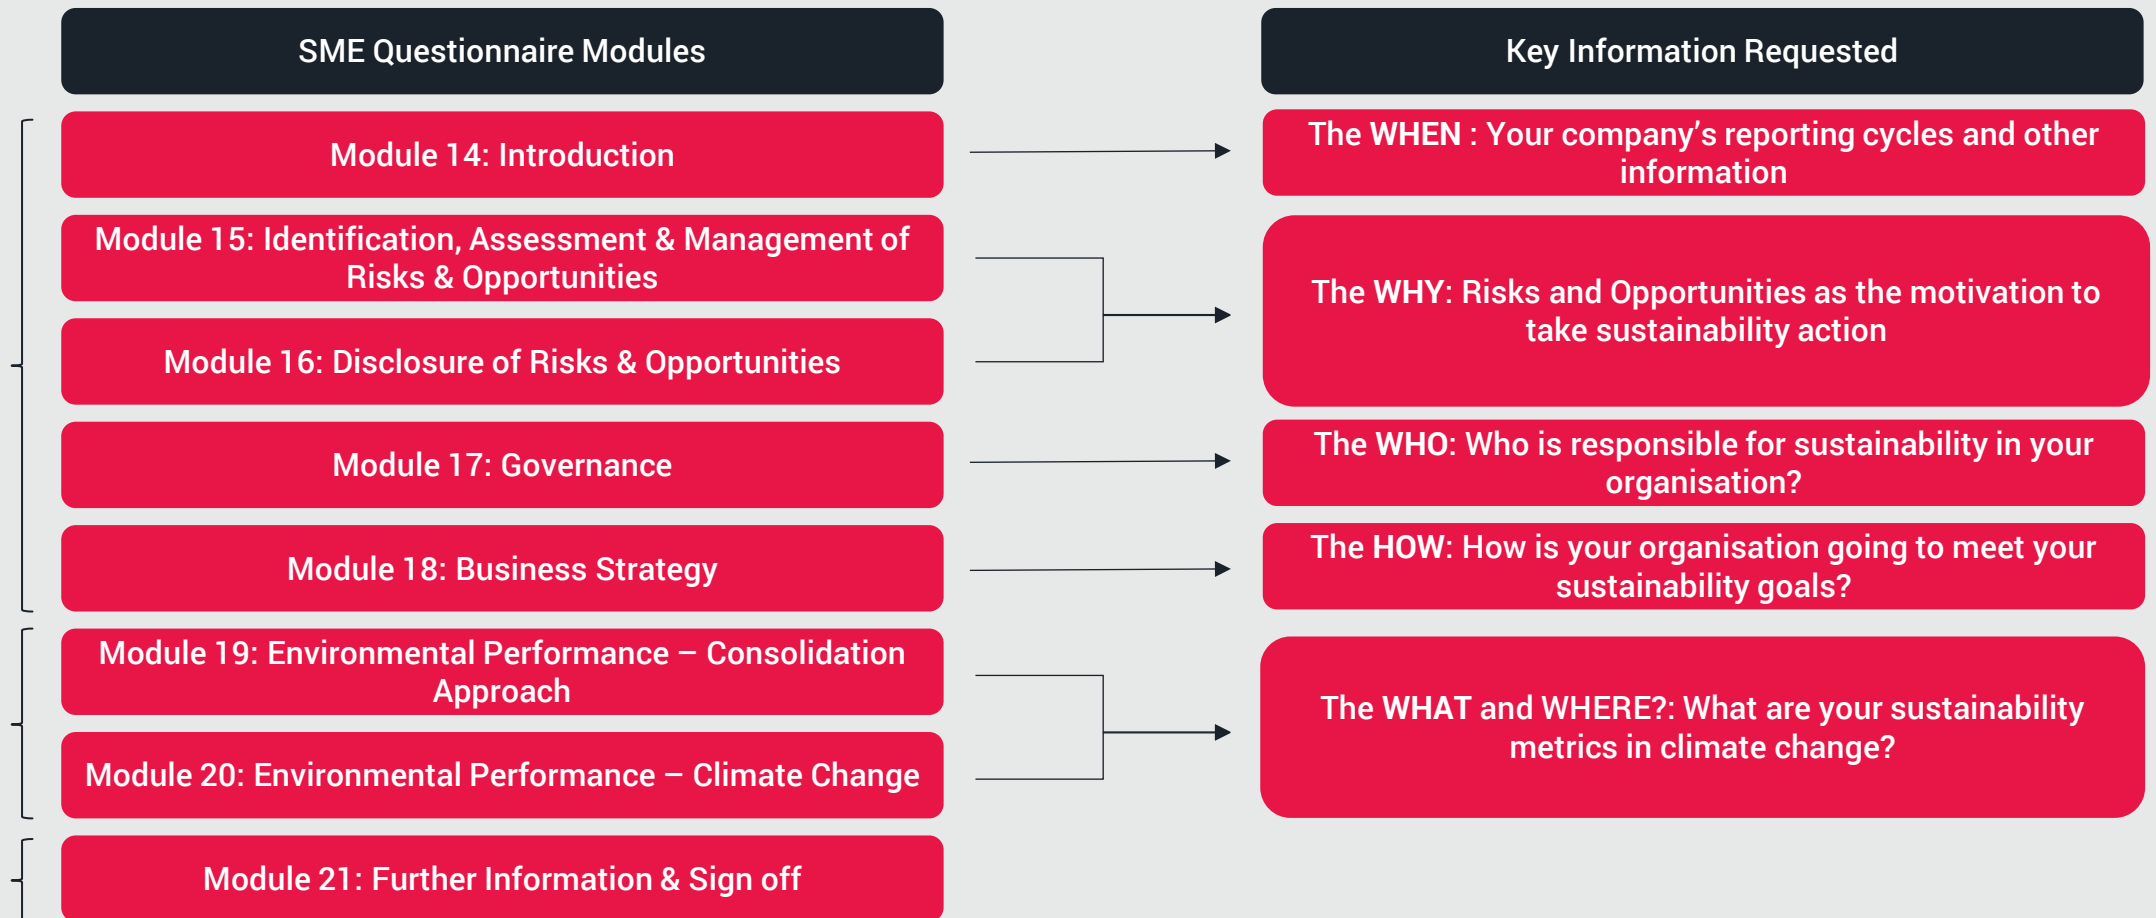 SME Questionnaire Modules
Key Information Requested
Module 14: Introduction
The WHEN : Your company's reporting cycles and other
information
Module 15: Identification, Assessment & Management of
Risks & Opportunities
Module 16: Disclosure of Risks & Opportunities
The WHY: Risks and Opportunities as the motivation to
take sustainability action
Module 17: Governance
The WHO: Who is responsible for sustainability in your
organisation?
Module 18: Business Strategy
The HOW: How is your organisation going to meet your
sustainability goals?
Module 19: Environmental Performance – Consolidation
Approach
Module 20: Environmental Performance – Climate Change
The WHAT and WHERE?: What are your sustainability
metrics in climate change?
Module 21: Further Information & Sign off